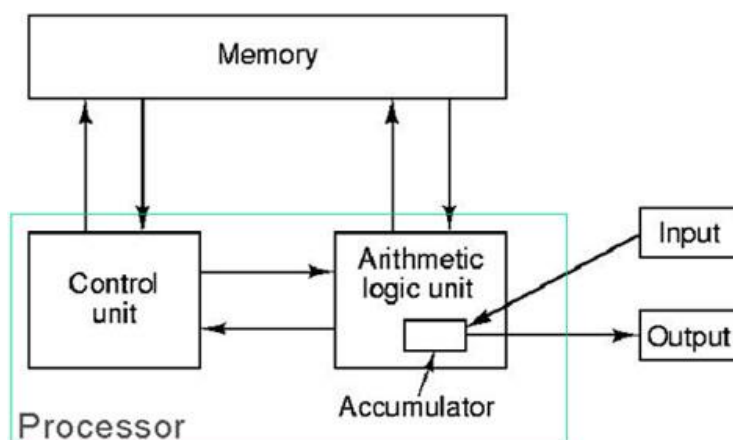 Memory
Control
unit
Arithmetic
logic unit
Input
Output
Accumulator
Processor